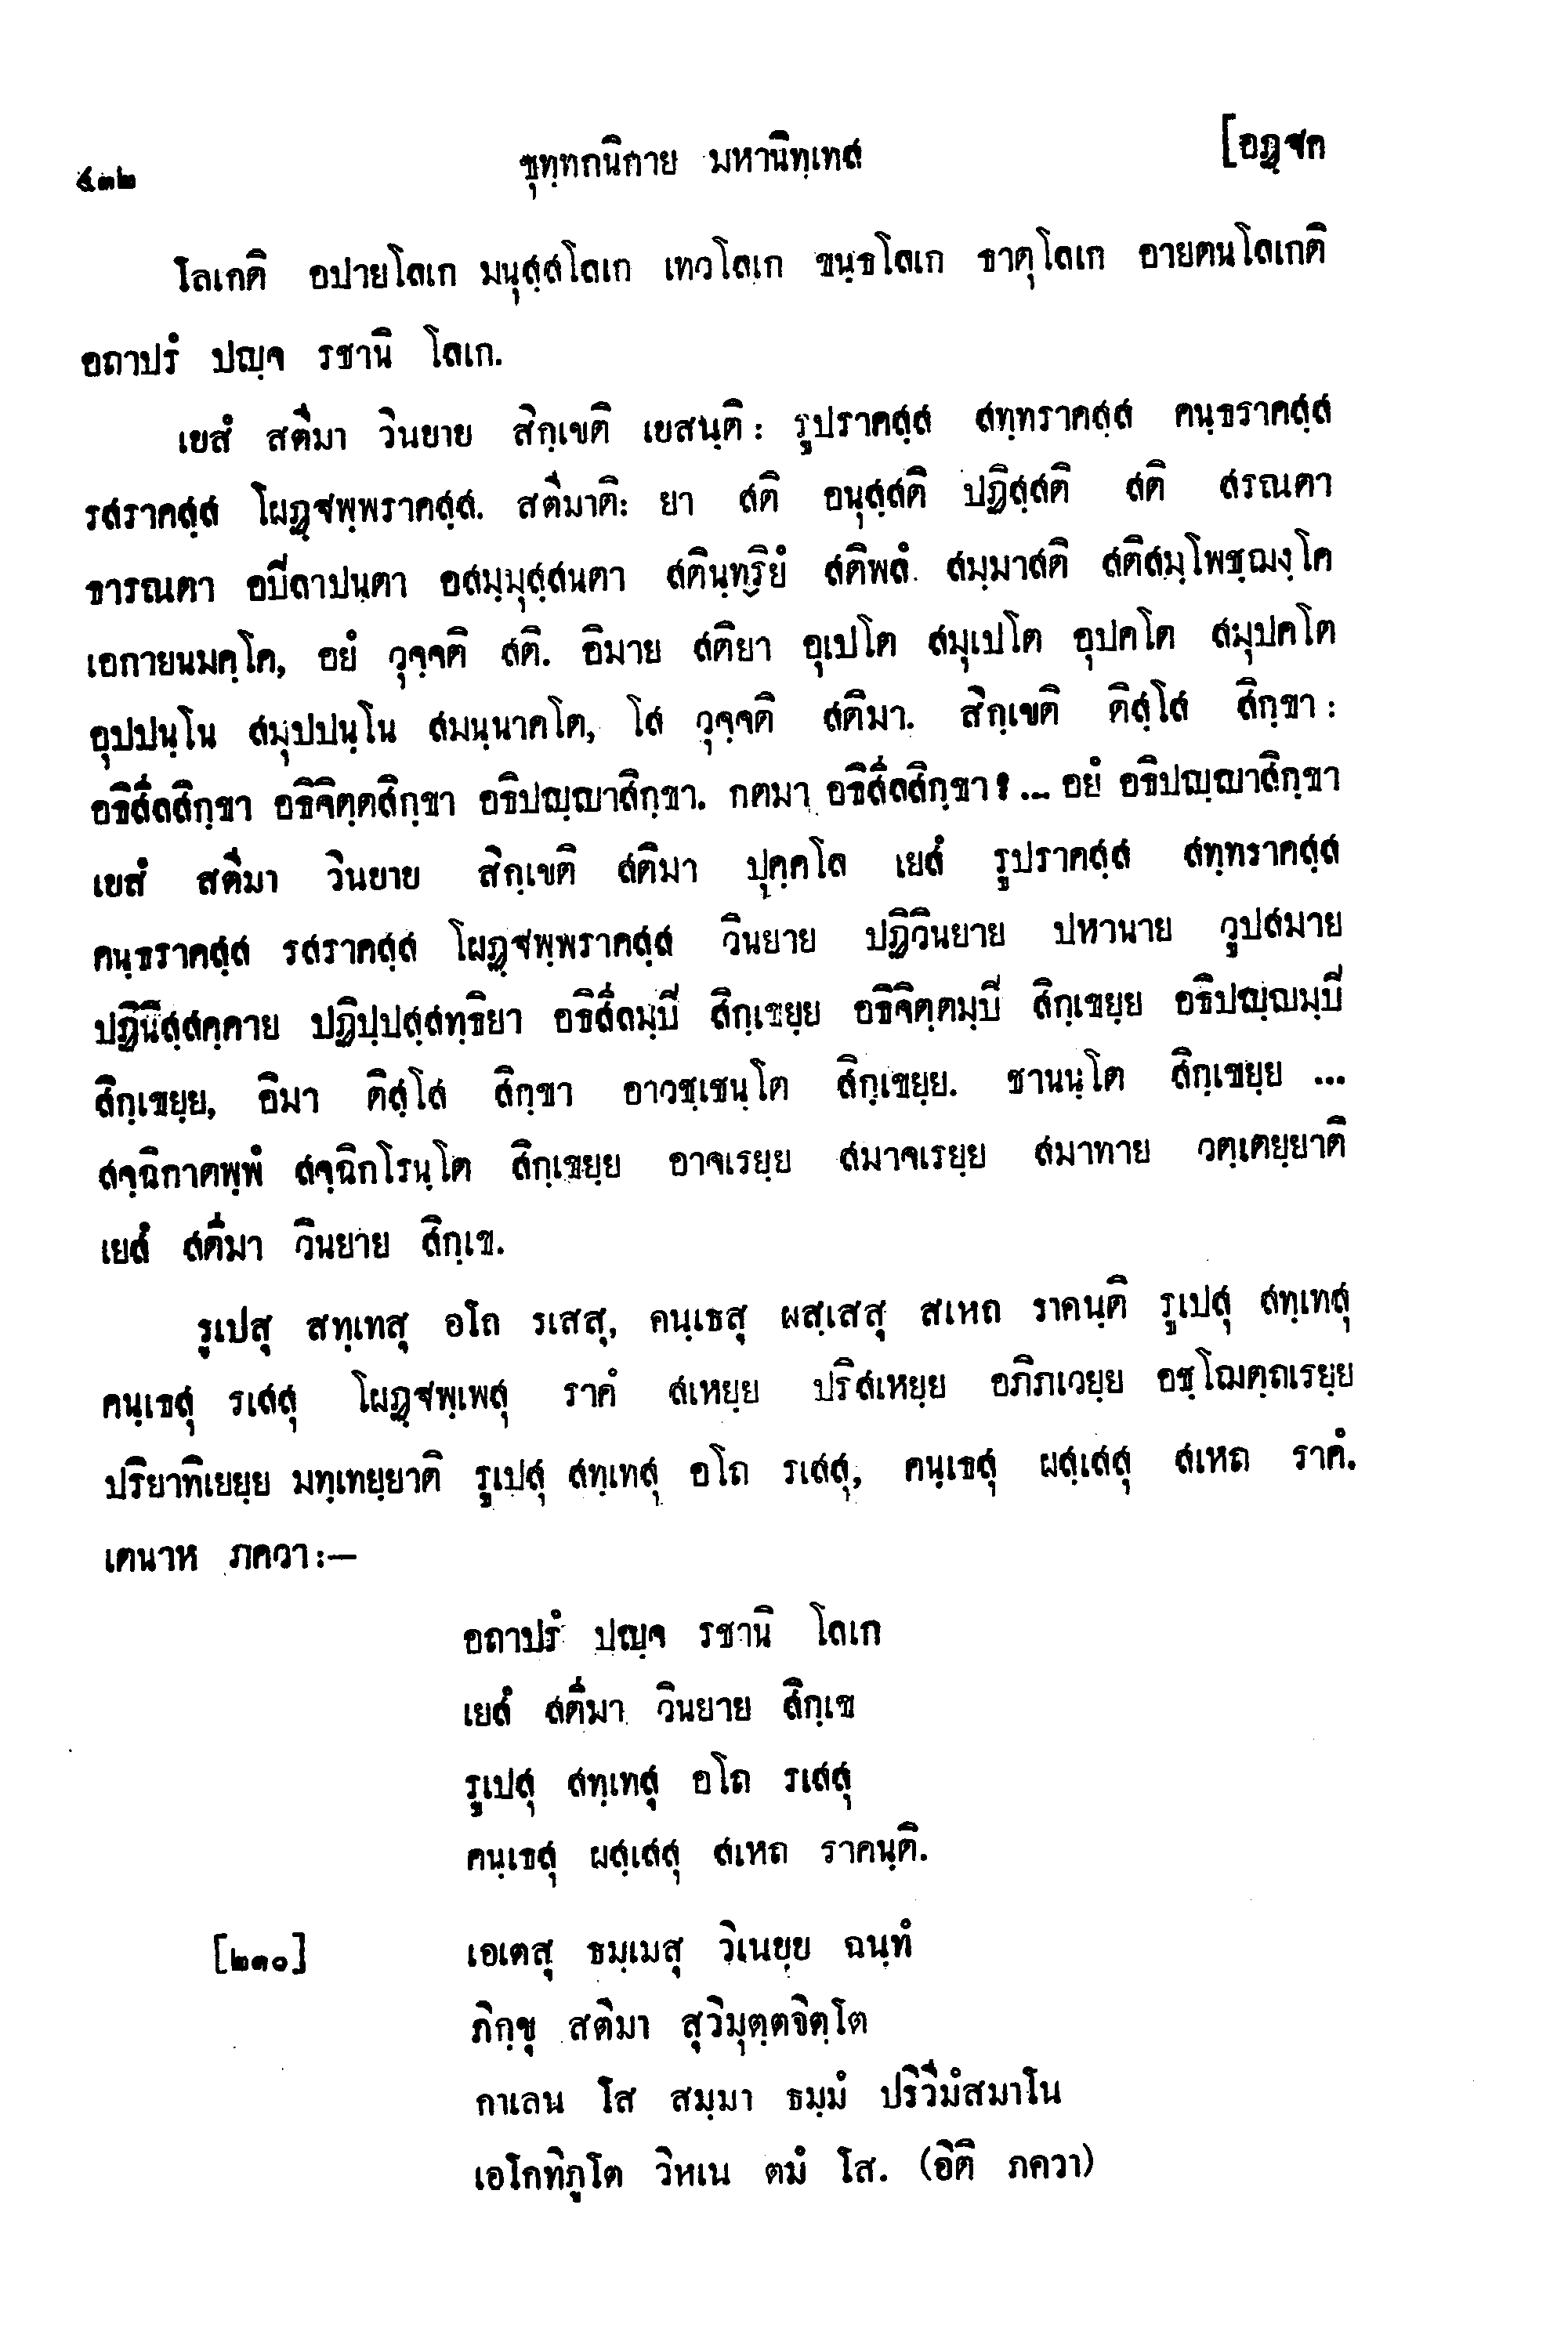 ๔๓๒ ขุทฺทกนิกาย มหานิทฺเทส [อฏฺฐก
โลเกติ อปายโลเก มนุสฺสโลเก เทวโลเก ขนฺธโลเก ธาตุโลเก อายตนโลเกติ
อถาปรํ ปญฺจ รชานิ โลเก.
เยสํ สตีมา วินยาย สิกฺเขติ เยสนฺติ: รูปราคสฺส สทฺทราคสฺส คนฺธราคสฺส
รสราคสฺส โผฏฺฐพฺพราคสฺส. สตีมาติ: ยา สติ อนุสฺสติ ปฏิสฺสติ สติ สรณตา
ธารณตา อปิลาปนฺตา อสมฺมุสฺสนตา สตินฺทฺริยํ สติพลํ สมฺมาสติ สติสมฺโพชฺฌงฺโค
เอกายนมคฺโค, อยํ วุจฺจติ สติ. อิมาย สติยา อุเปโต สมุเปโต อุปคโต สมุปคโต
อุปปนฺโน สมุปปนฺโน สมนฺนาคโต, โส วุจฺจติ สติมา. สิกฺเขติ ติสฺโส สิกฺขา:
อธิสีลสิกฺขา อธิจิตฺตสิกฺขา อธิปญฺญาสิกฺขา. กตมา อธิสีลสิกฺขา? ... อยํ อธิปญฺญาสิกฺขา
เยสํ สตีมา วินยาย สิกฺเขติ สติมา ปุคฺคโล เยสํ รูปราคสฺส สทฺทราคสฺส
คนฺธราคสฺส รสราคสฺส โผฏฺฐพฺพราคสฺส วินยาย ปฏิวินยาย ปหานาย วูปสมาย
ปฏินิสฺสคฺคาย ปฏิปฺปสฺสทฺธิยา อธิสีลมฺปิ สิกฺเขยฺย อธิจิตฺตมฺปิ สิกฺเขยฺย อธิปญฺญมฺปิ
สิกฺเขยฺย, อิมา ติสฺโส สิกฺขา อาวชฺเชนฺโต สิกฺเขยฺย. ชานนฺโต สิกฺเขยฺย ...
สจฺฉิกาตพฺพํ สจฺฉิกโรนฺโต สิกฺเขยฺย อาจเรยฺย สมาจเรยฺย สมาทาย วตฺเตยฺยาติ
เยสํ สตีมา วินยาย สิกฺเข.
รูเปสุ สทฺเทสุ อโถ รเสสุ, คนฺเธสุ ผสฺเสสุ สเหถ ราคนฺติ รูเปสุ สทฺเทสุ
คนฺเธสุ รเสสุ โผฏฺฐพฺเพสุ ราคํ สเหยฺย ปริสเหยฺย อภิภเวยฺย อชฺโฌตฺถเรยฺย
ปริยาทิเยยฺย มทฺเทยฺยาติ รูเปสุ สทฺเทสุ อโถ รเสสุ, คนฺเธสุ ผสฺเสสุ สเหถ ราคํ.
เตนาห ภควา:—
อถาปรํ ปญฺจ รชานิ โลเก
เยสํ สตีมา วินยาย สิกฺเข
รูเปสุ สทฺเทสุ อโถ รเสสุ
คนฺเธสุ ผสฺเสสุ สเหถ ราคนฺติ.
[๒๑๐] เอเตสุ ธมฺเมสุ วิเนยฺย ฉนฺทํ
ภิกฺขุ สติมา สุวิมุตฺตจิตฺโต
กาเลน โส สมฺมา ธมฺมํ ปริวีมํสมาโน
เอโกทิภูโต วิหเน ตมํ โส. (อิติ ภควา)